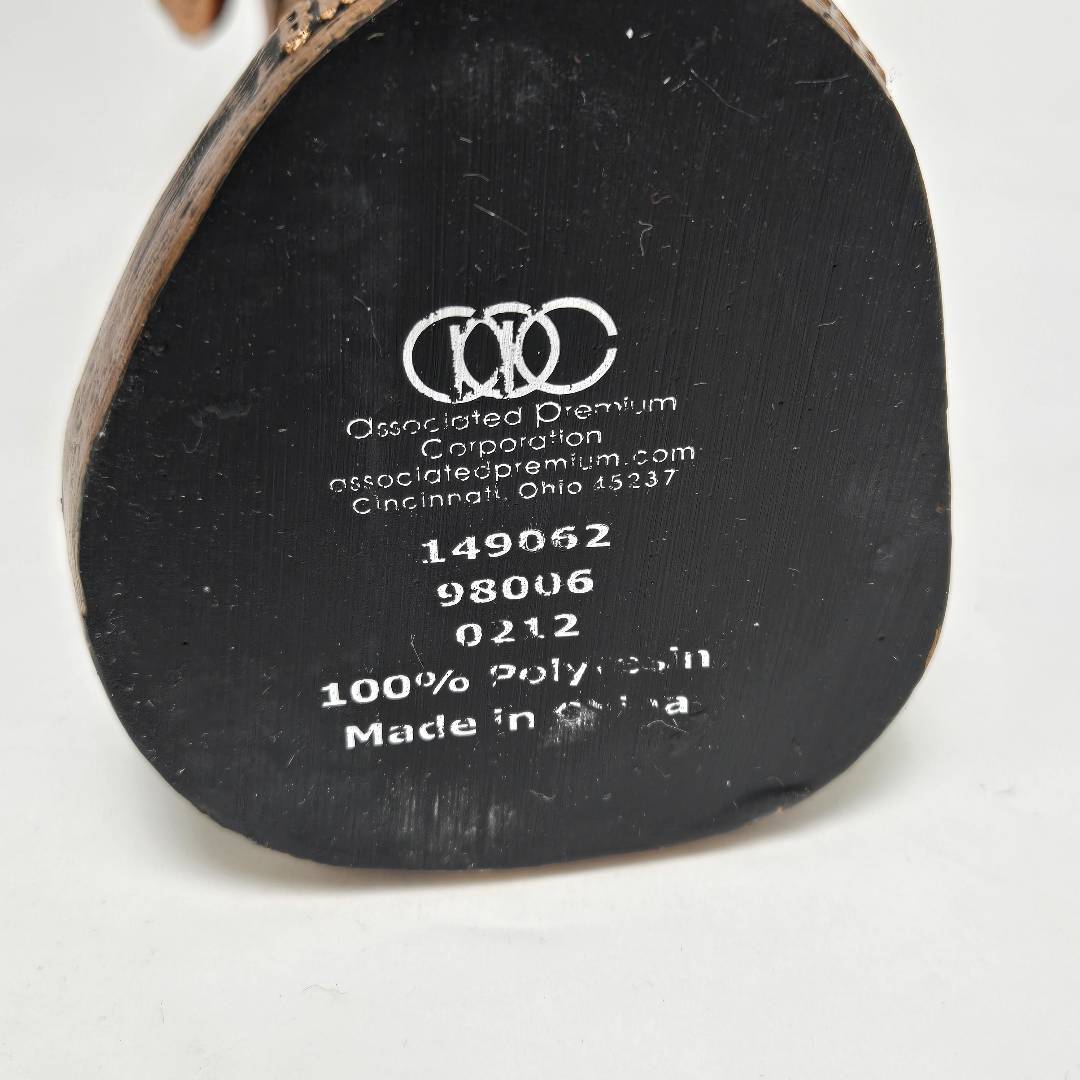 associated Premium
Corporation
associatedpremium.com
Cincinnati, Ohio 45237
149062
98006
0212
100% Polyresin
Made in China